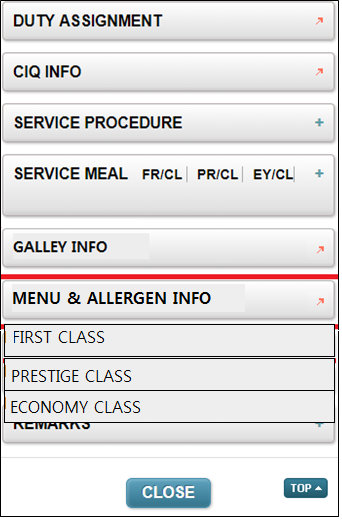 DUTY ASSIGNMENT
CIQ INFO
SERVICE PROCEDURE
SERVICE MEAL FR/CL | PR/CL | EY/CL|
GALLEY INFO
MENU & ALLERGEN INFO
FIRST CLASS
PRESTIGE CLASS
ECONOMY CLASS
REMARKS
CLOSE
TOP